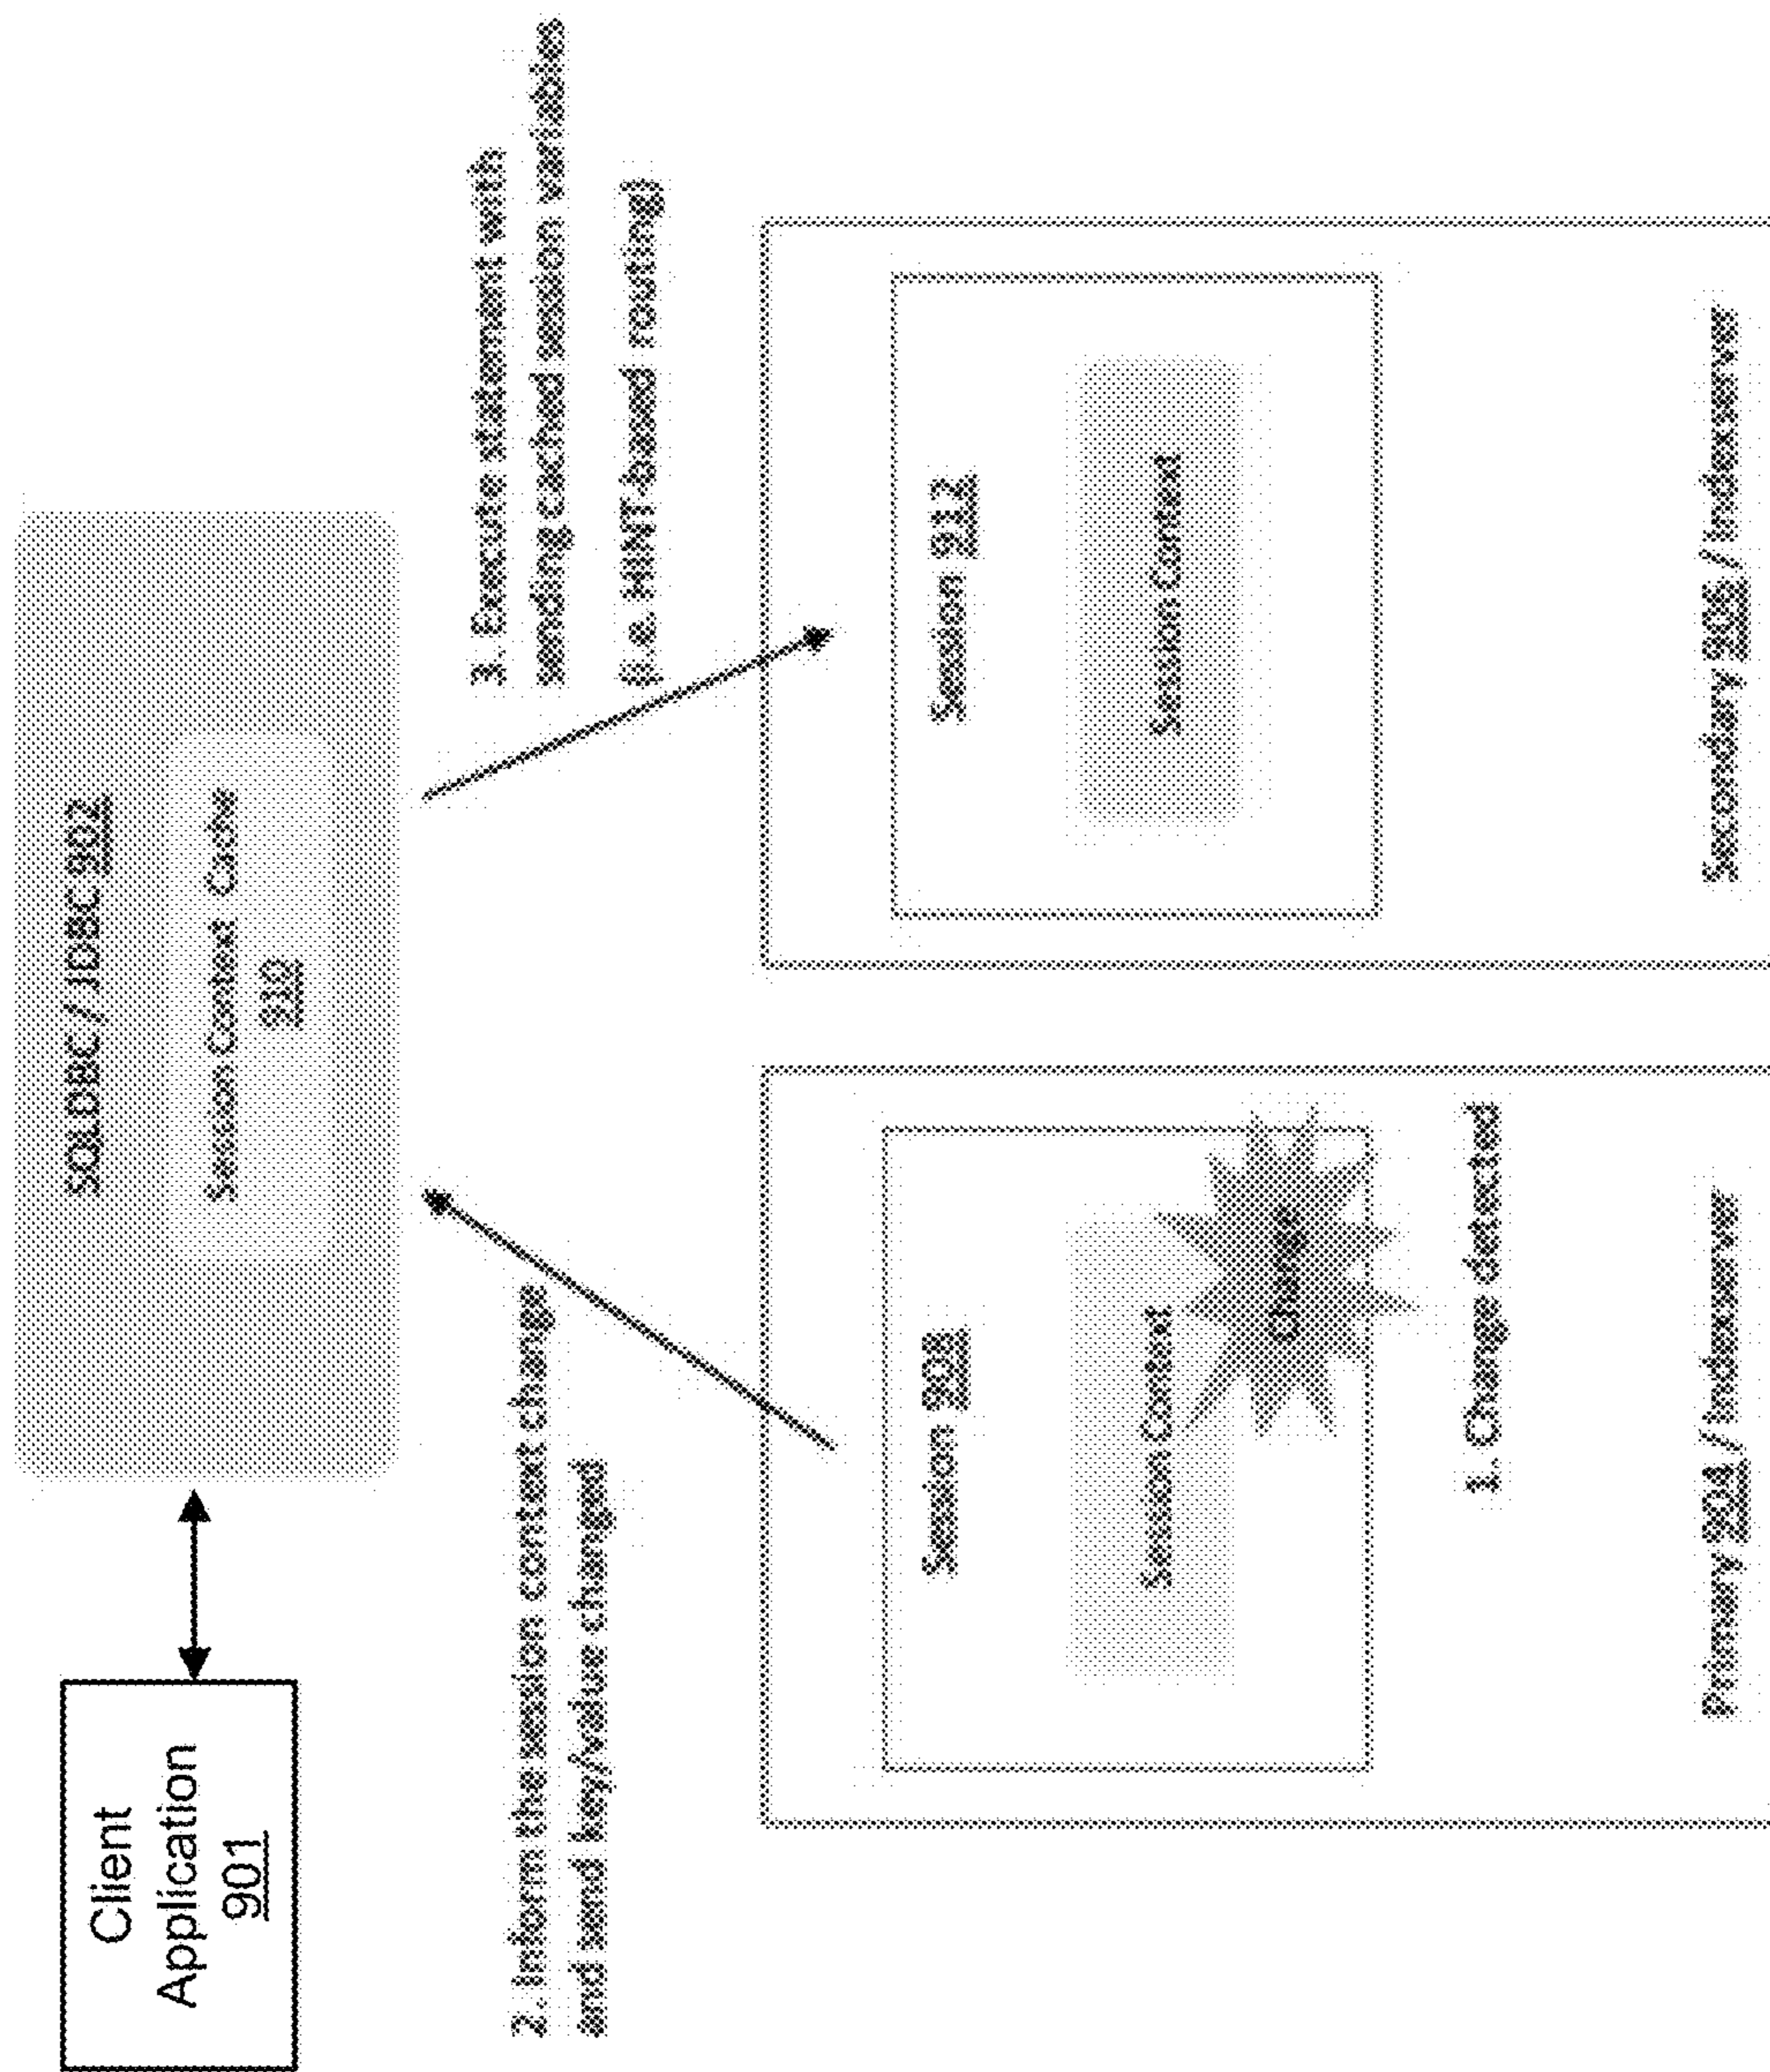 Client
Application
901
SQLDBC / JDBC 902
Session Context Cache
910
2. Inform the session context change
and send key/value changed
3. Execute statement with
sending cached session variables
(i.e. HINT-based routing)
Session 908
Session Context
Change
1. Change detected
Primary 904 / Indexserver
Session 912
Session Context
Secondary 906 / Indexserver